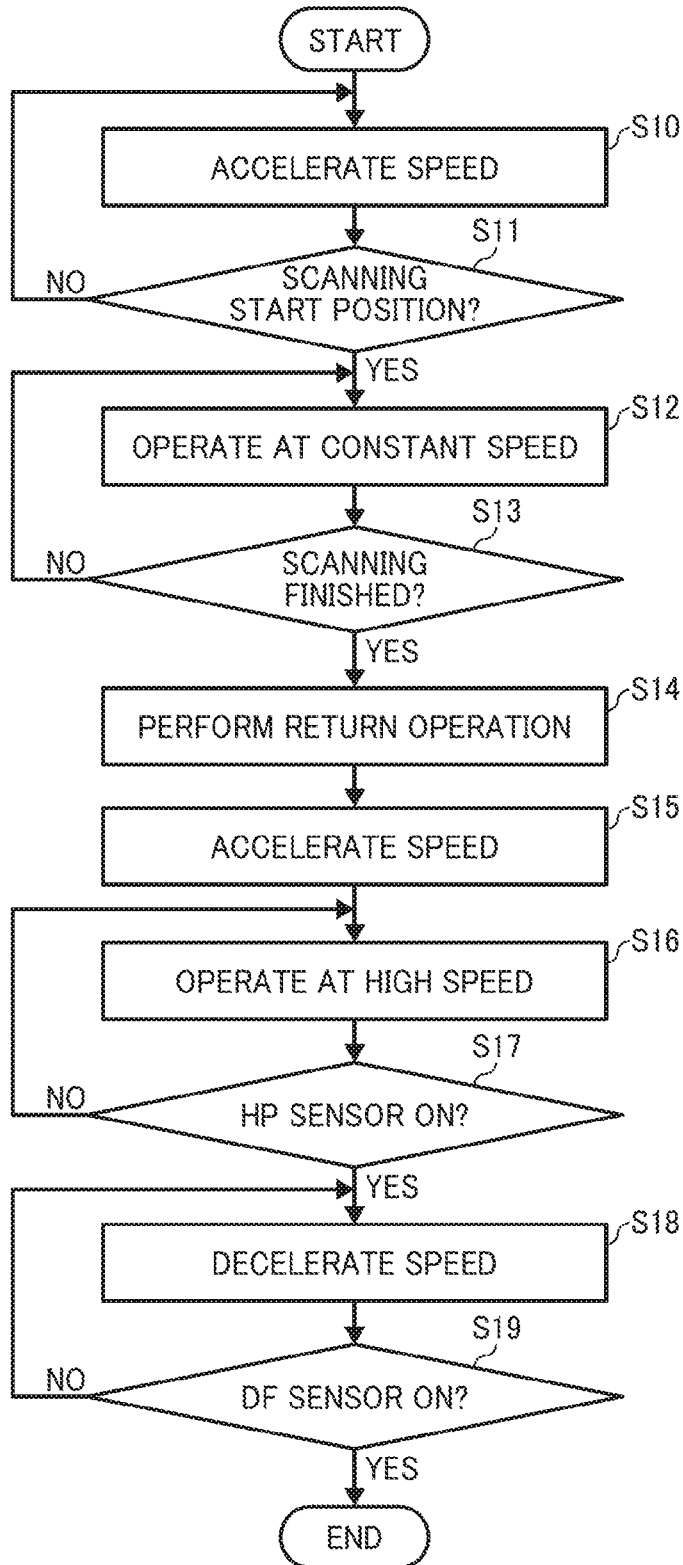 START
S10
ACCELERATE SPEED
S11
SCANNING
START POSITION?
NO
YES
S12
OPERATE AT CONSTANT SPEED
S13
SCANNING
FINISHED?
NO
YES
S14
PERFORM RETURN OPERATION
S15
ACCELERATE SPEED
S16
OPERATE AT HIGH SPEED
S17
HP SENSOR ON?
NO
YES
S18
DECELERATE SPEED
S19
DF SENSOR ON?
NO
YES
END